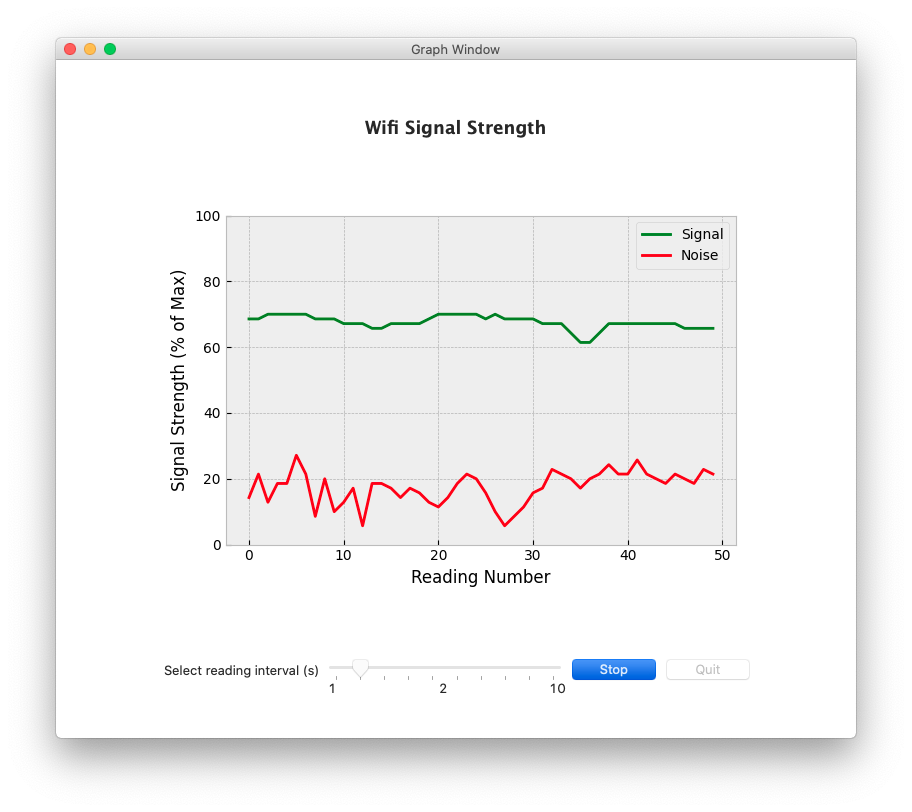 Graph Window
Wifi Signal Strength
100
80
60
40
20
0
Signal Strength (% of Max)
Signal
Noise
0 10 20 30 40 50
Reading Number
Select reading interval (s)
1 2 10
Stop
Quit